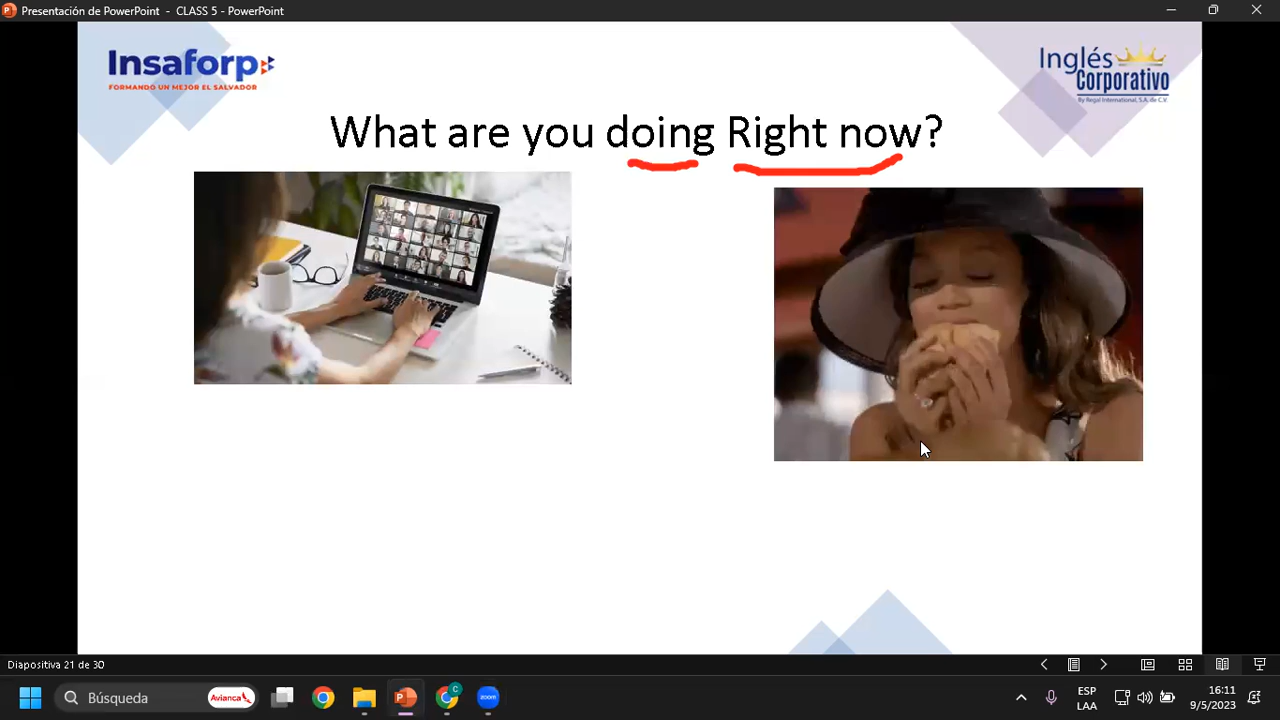 Presentación de PowerPoint - CLASS 5 - PowerPoint
Insaforp
FORMANDO UN MEJOR EL SALVADOR
Inglés
Corporativo
By Regal International, S.A. de C.V.
What are you doing Right now?
Diapositiva 21 de 30
Búsqueda
Avianca
C
zoom
ESP
LAA
16:11
9/5/2023